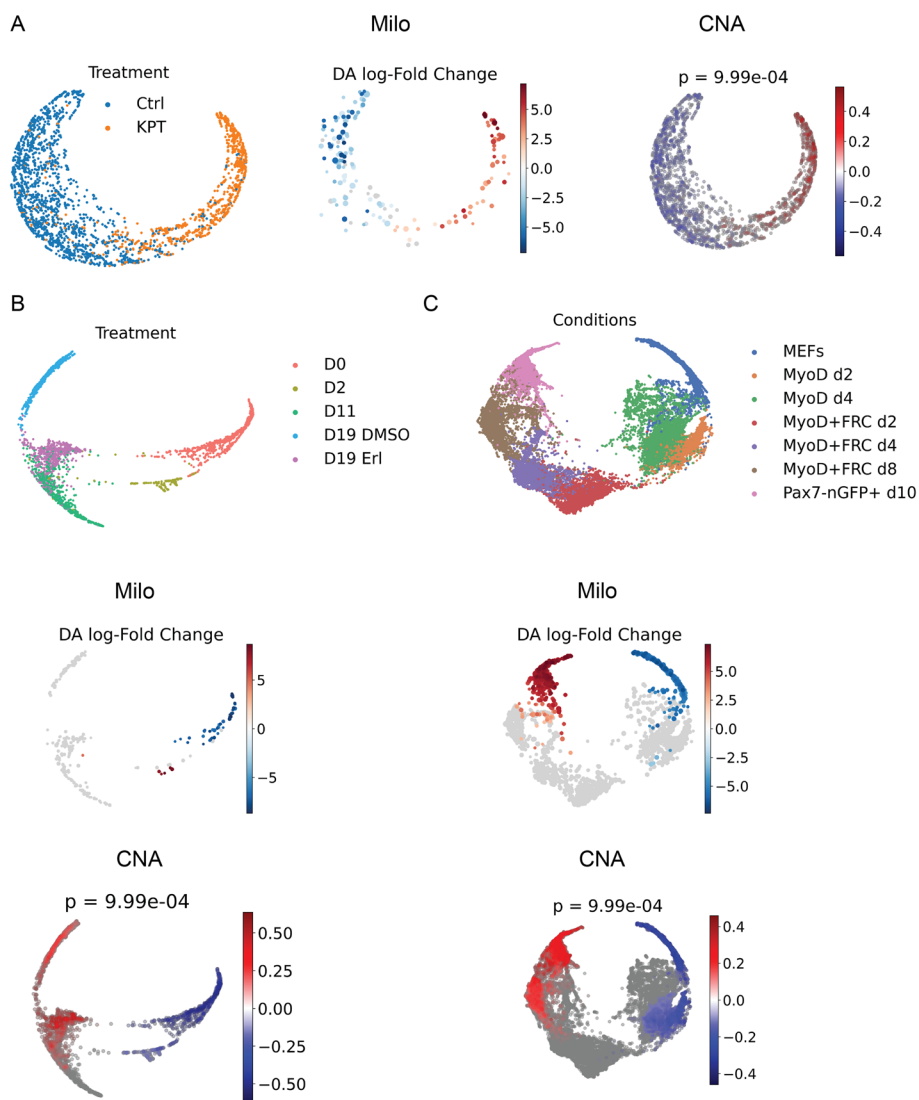 A
Milo
CNA
Treatment
Ctrl
KPT
DA log-Fold Change
5.0
2.5
0.0
−2.5
−5.0
p = 9.99e-04
0.4
0.2
0.0
−0.2
−0.4
B
Treatment
D0
D2
D11
D19 DMSO
D19 Erl
C
Conditions
MEFs
MyoD d2
MyoD d4
MyoD+FRC d2
MyoD+FRC d4
MyoD+FRC d8
Pax7-nGFP+ d10
Milo
DA log-Fold Change
5
0
−5
Milo
DA log-Fold Change
5.0
2.5
0.0
−2.5
−5.0
CNA
p = 9.99e-04
0.50
0.25
0.00
−0.25
−0.50
CNA
p = 9.99e-04
0.4
0.2
0.0
−0.2
−0.4